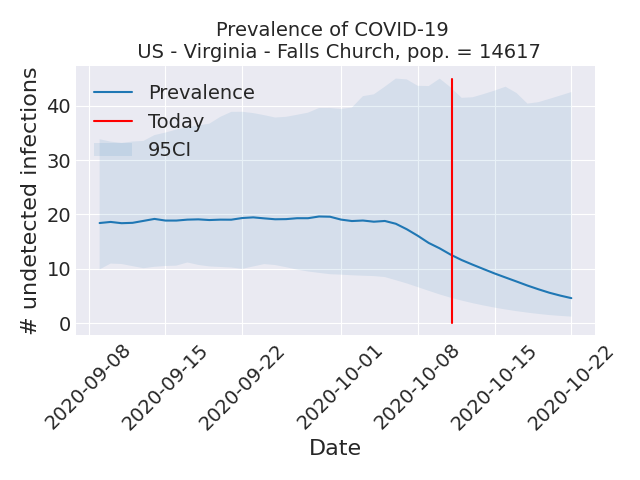 Prevalence of COVID-19
US - Virginia - Falls Church, pop. = 14617
# undetected infections
40
30
20
10
0
Prevalence
Today
95CI
2020-09-08
2020-09-15
2020-09-22
2020-10-01
2020-10-08
2020-10-15
2020-10-22
Date